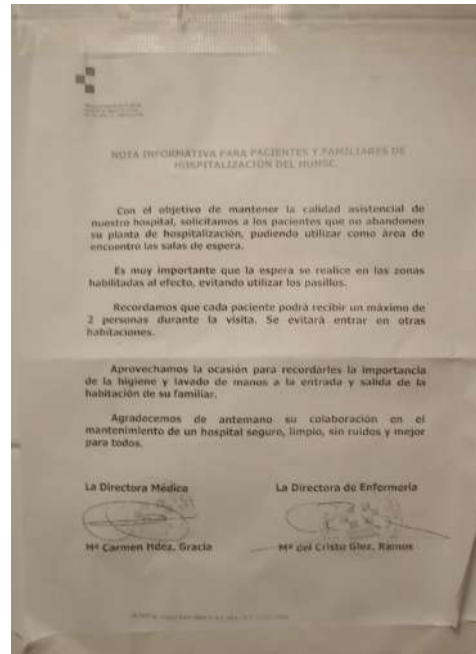 NOTA INFORMATIVA PARA PACIENTES Y FAMILIARES DE
HOSPITALIZACIÓN DEL HUNSC.
Con el objetivo de mantener la calidad asistencial de
nuestro hospital, solicitamos a los pacientes que no abandonen
su planta de hospitalización, pudiendo utilizar como área de
encuentro las salas de espera.
Es muy importante que la espera se realice en las zonas
habilitadas al efecto, evitando utilizar los pasillos.
Recordamos que cada paciente podrá recibir un máximo de
2 personas durante la visita. Se evitará entrar en otras
habitaciones.
Aprovechamos la ocasión para recordarles la importancia
de la higiene y lavado de manos a la entrada y salida de la
habitación de su familiar.
Agradecemos de antemano su colaboración en el
mantenimiento de un hospital seguro, limpio, sin ruidos y mejor
para todos.
La Directora Médica La Directora de Enfermería
Mª Carmen Hdez. Gracia Mª del Cristo Glez. Ramos